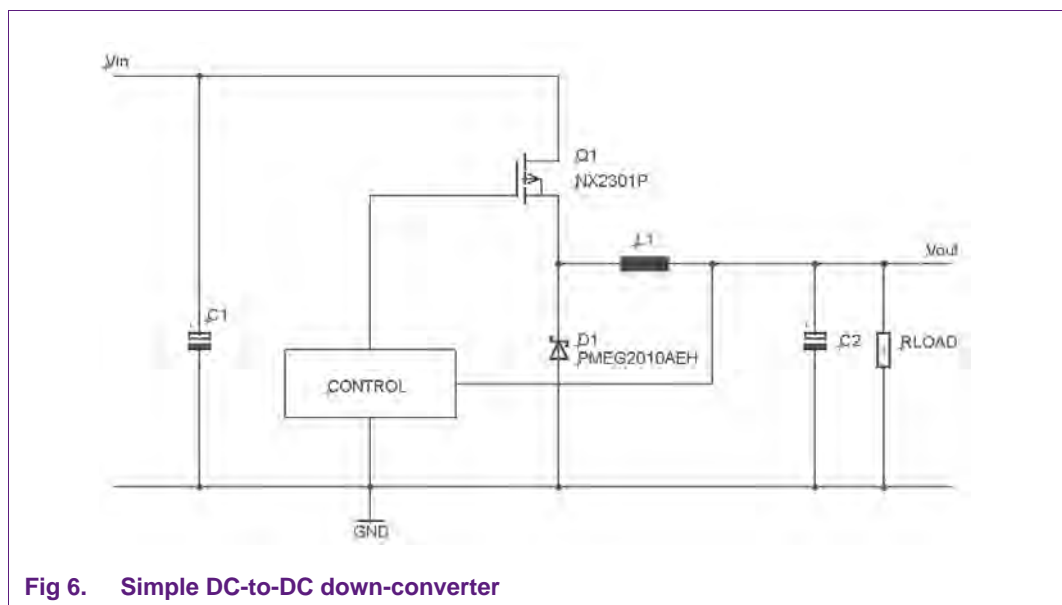 Vin
Q1
NX2301P
L1
Vout
C1
D1
PMEG2010AEH
C2
RLOAD
CONTROL
GND
Fig 6. Simple DC-to-DC down-converter